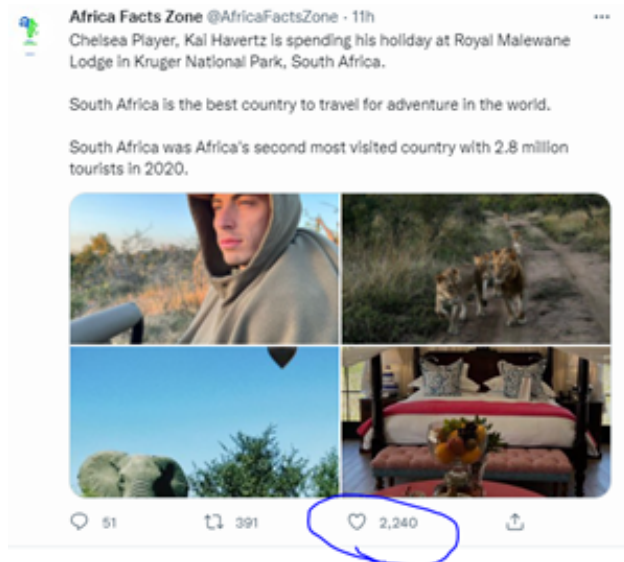 Africa Facts Zone @AfricaFactsZone · 11h
Chelsea Player, Kai Havertz is spending his holiday at Royal Malewane
Lodge in Kruger National Park, South Africa.
South Africa is the best country to travel for adventure in the world.
South Africa was Africa's second most visited country with 2.8 million
tourists in 2020.
51 391 2,240